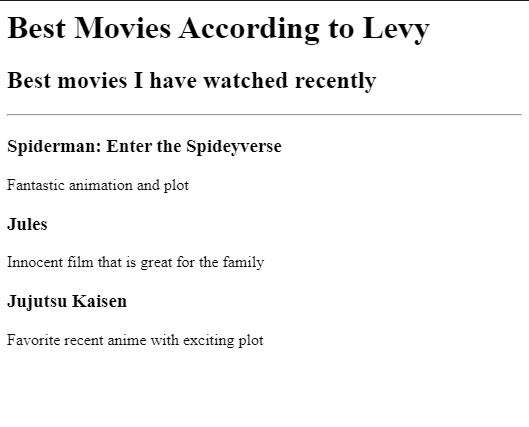 Best Movies According to Levy
Best movies I have watched recently
Spiderman: Enter the Spideyverse
Fantastic animation and plot
Jules
Innocent film that is great for the family
Jujutsu Kaisen
Favorite recent anime with exciting plot